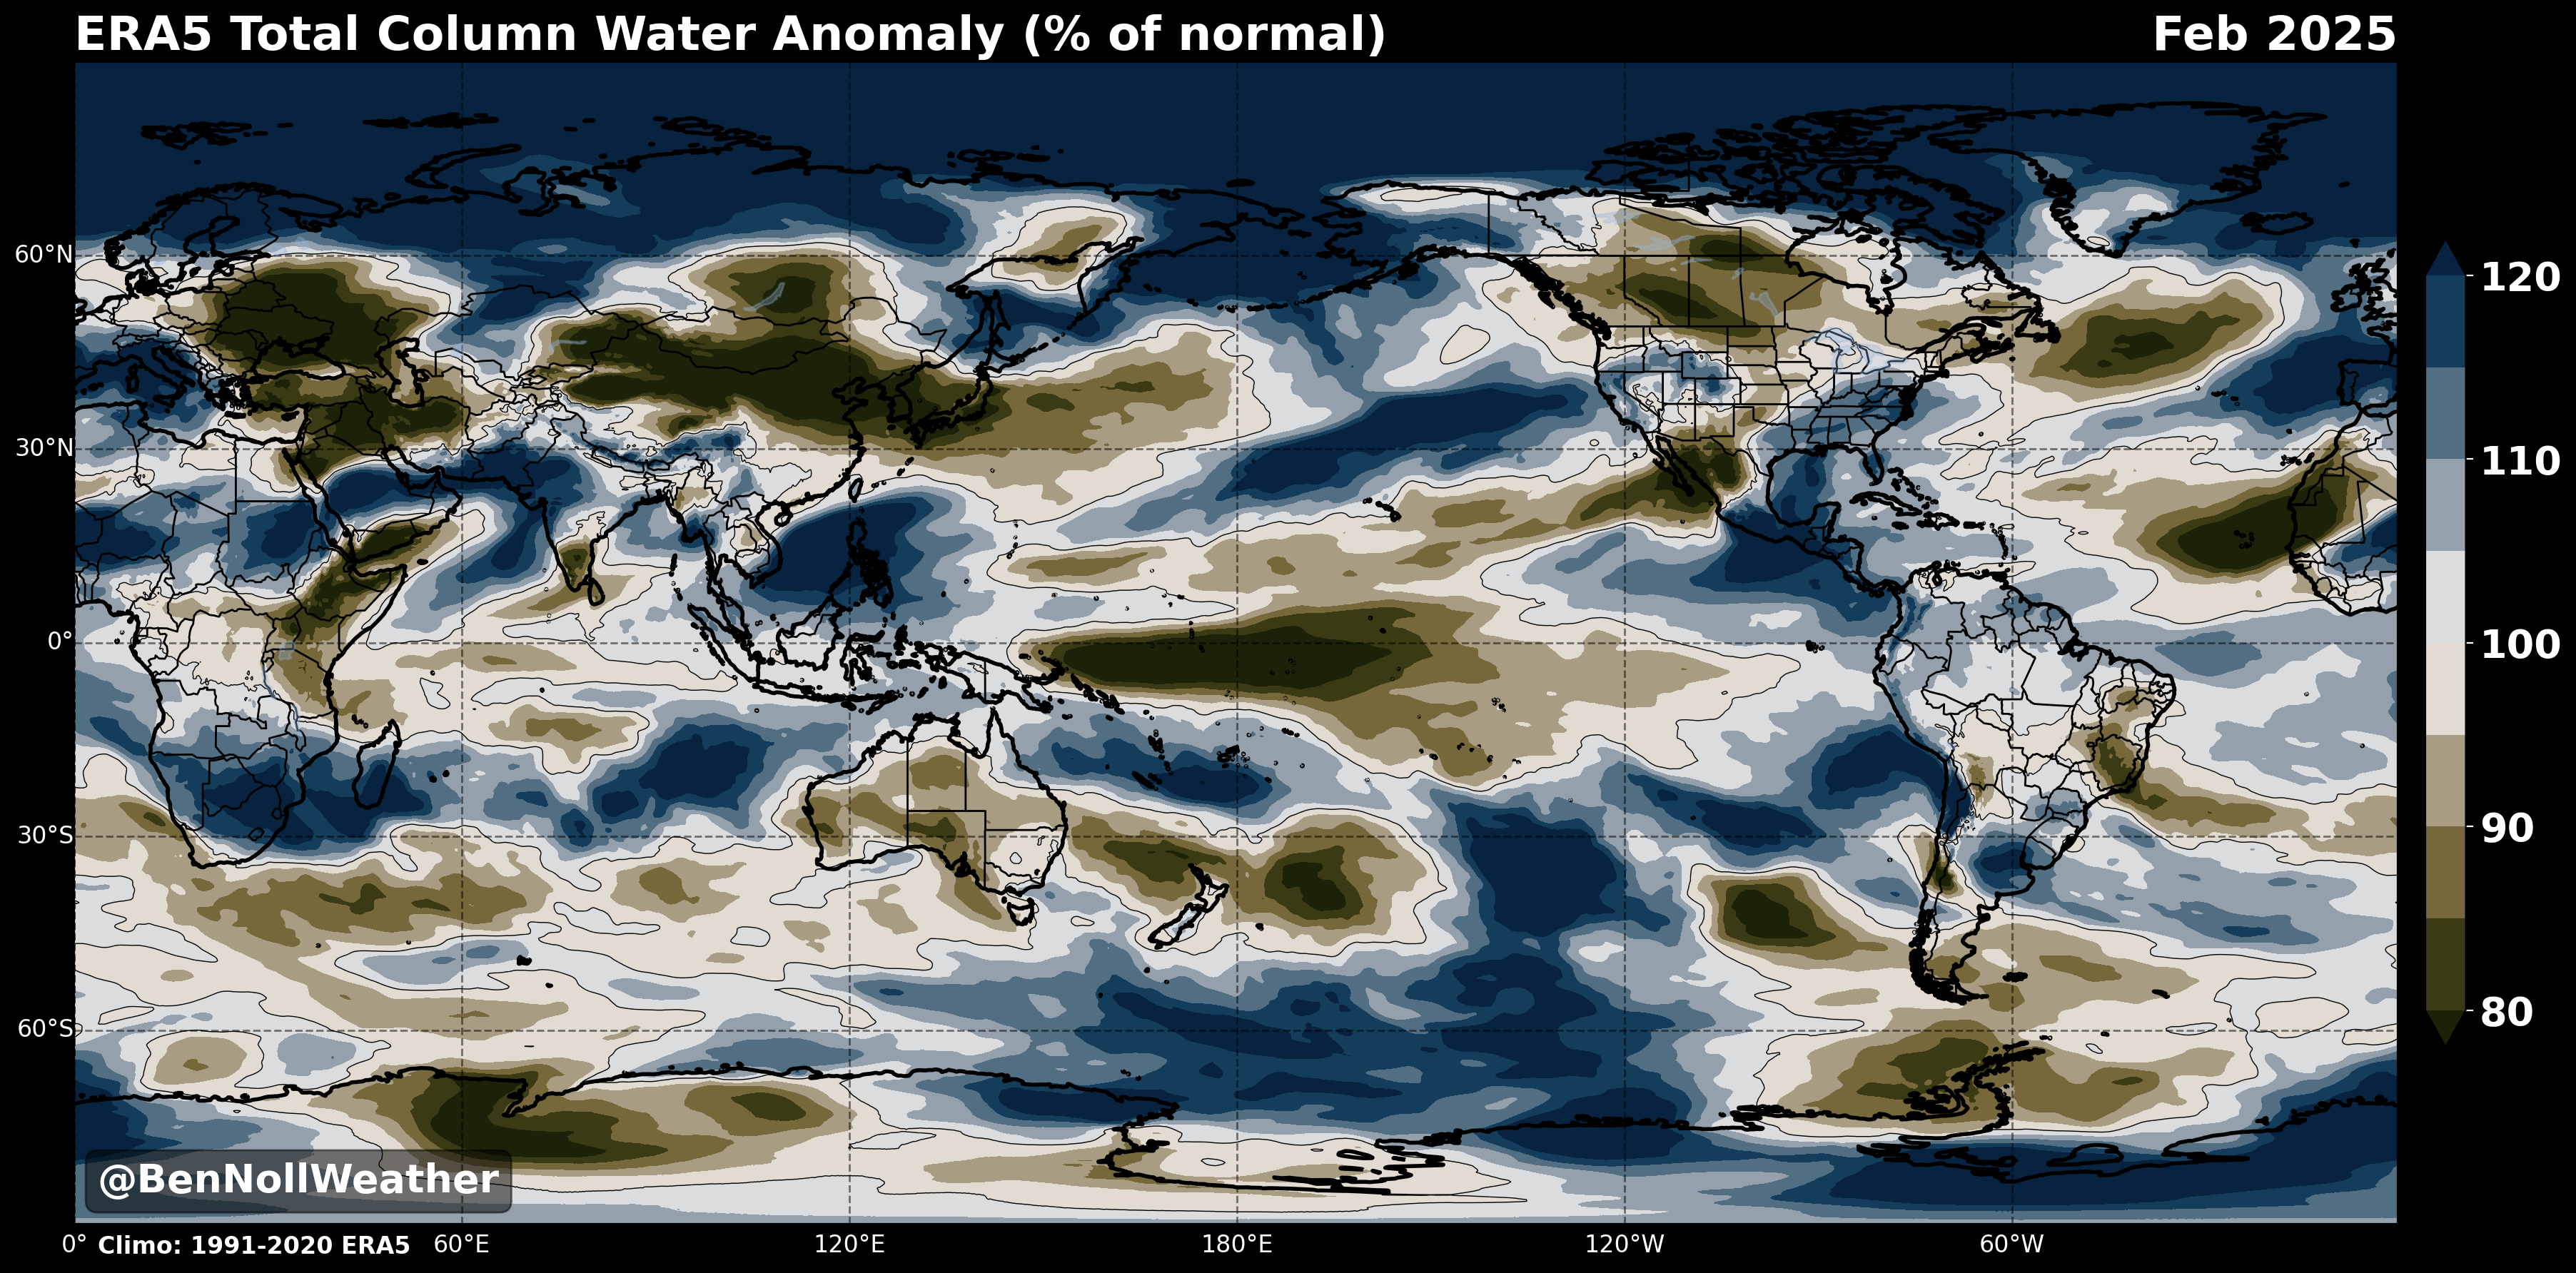 ERA5 Total Column Water Anomaly (% of normal)
Feb 2025
60°N
30°N
0°
30°S
60°S
120
110
100
90
80
@BenNollWeather
0°
60°E
120°E
180°E
120°W
60°W
Climo: 1991-2020 ERA5